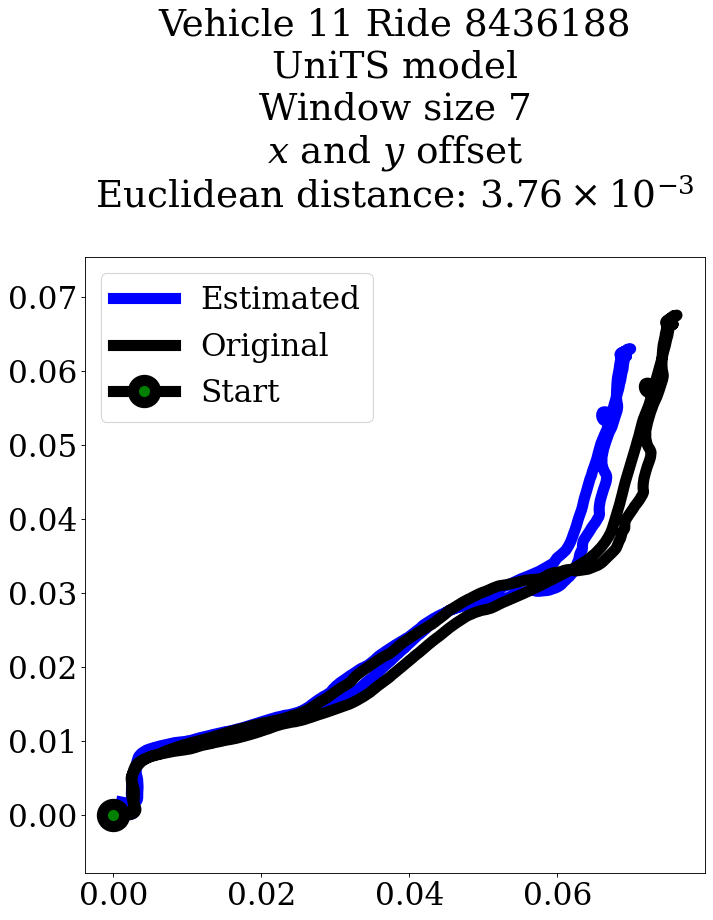 Vehicle 11 Ride 8436188
UniTS model
Window size 7
x and y offset
Euclidean distance: 3.76 × 10⁻³
Estimated
Original
Start
0.07
0.06
0.05
0.04
0.03
0.02
0.01
0.00
0.00 0.02 0.04 0.06